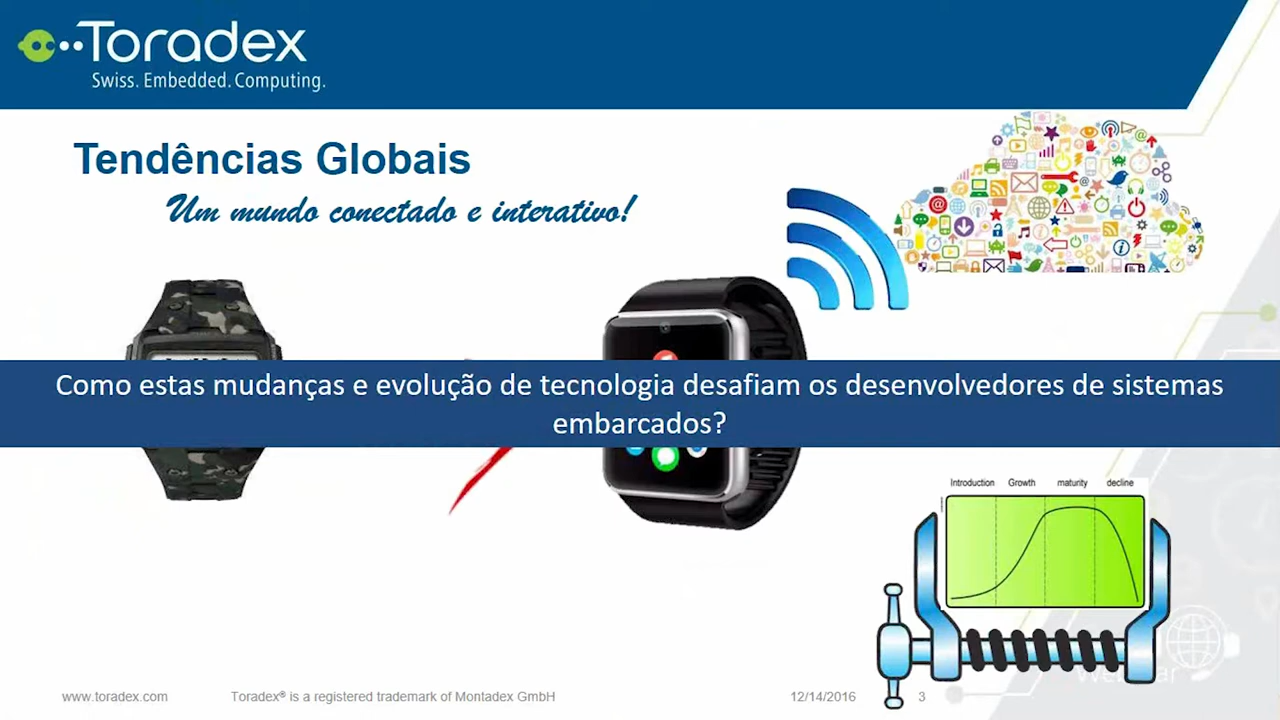 Toradex
Swiss. Embedded. Computing.
Tendências Globais
Um mundo conectado e interativo!
Como estas mudanças e evolução de tecnologia desafiam os desenvolvedores de sistemas
embarcados?
Introduction Growth maturity decline
www.toradex.com Toradex® is a registered trademark of Montadex GmbH 12/14/2016 3